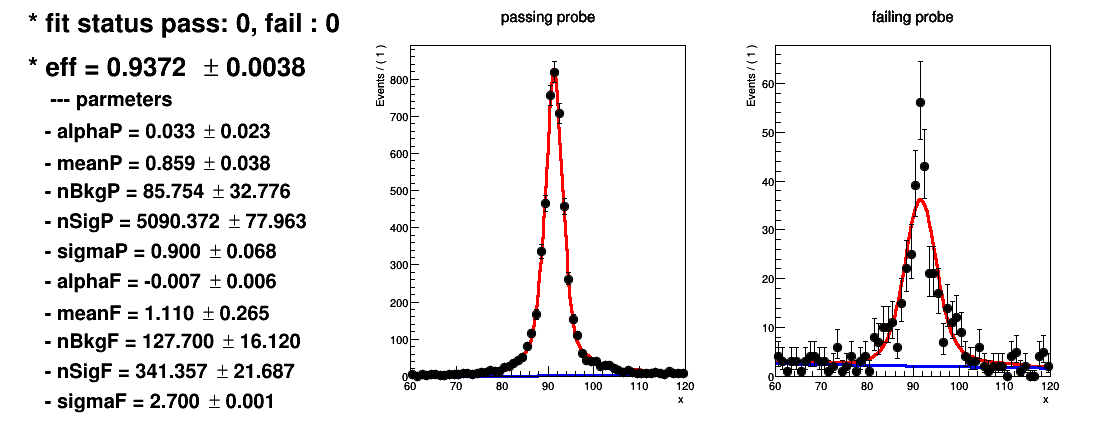 * fit status pass: 0, fail : 0
* eff = 0.9372 ± 0.0038
--- parmeters
- alphaP = 0.033 ± 0.023
- meanP = 0.859 ± 0.038
- nBkgP = 85.754 ± 32.776
- nSigP = 5090.372 ± 77.963
- sigmaP = 0.900 ± 0.068
- alphaF = -0.007 ± 0.006
- meanF = 1.110 ± 0.265
- nBkgF = 127.700 ± 16.120
- nSigF = 341.357 ± 21.687
- sigmaF = 2.700 ± 0.001
passing probe
Events / ( 1 )
800
700
600
500
400
300
200
100
0
60 70 80 90 100 110 120
x
failing probe
Events / ( 1 )
60
50
40
30
20
10
0
60 70 80 90 100 110 120
x